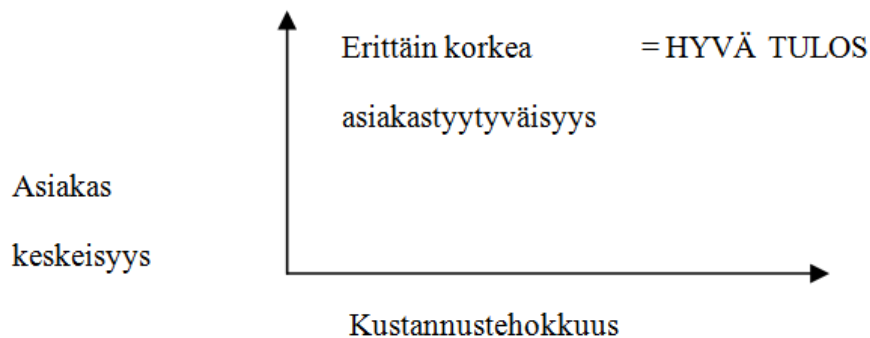 Erittäin korkea = HYVÄ TULOS
asiakastyytyväisyys
Asiakas
keskeisyys
Kustannustehokkuus